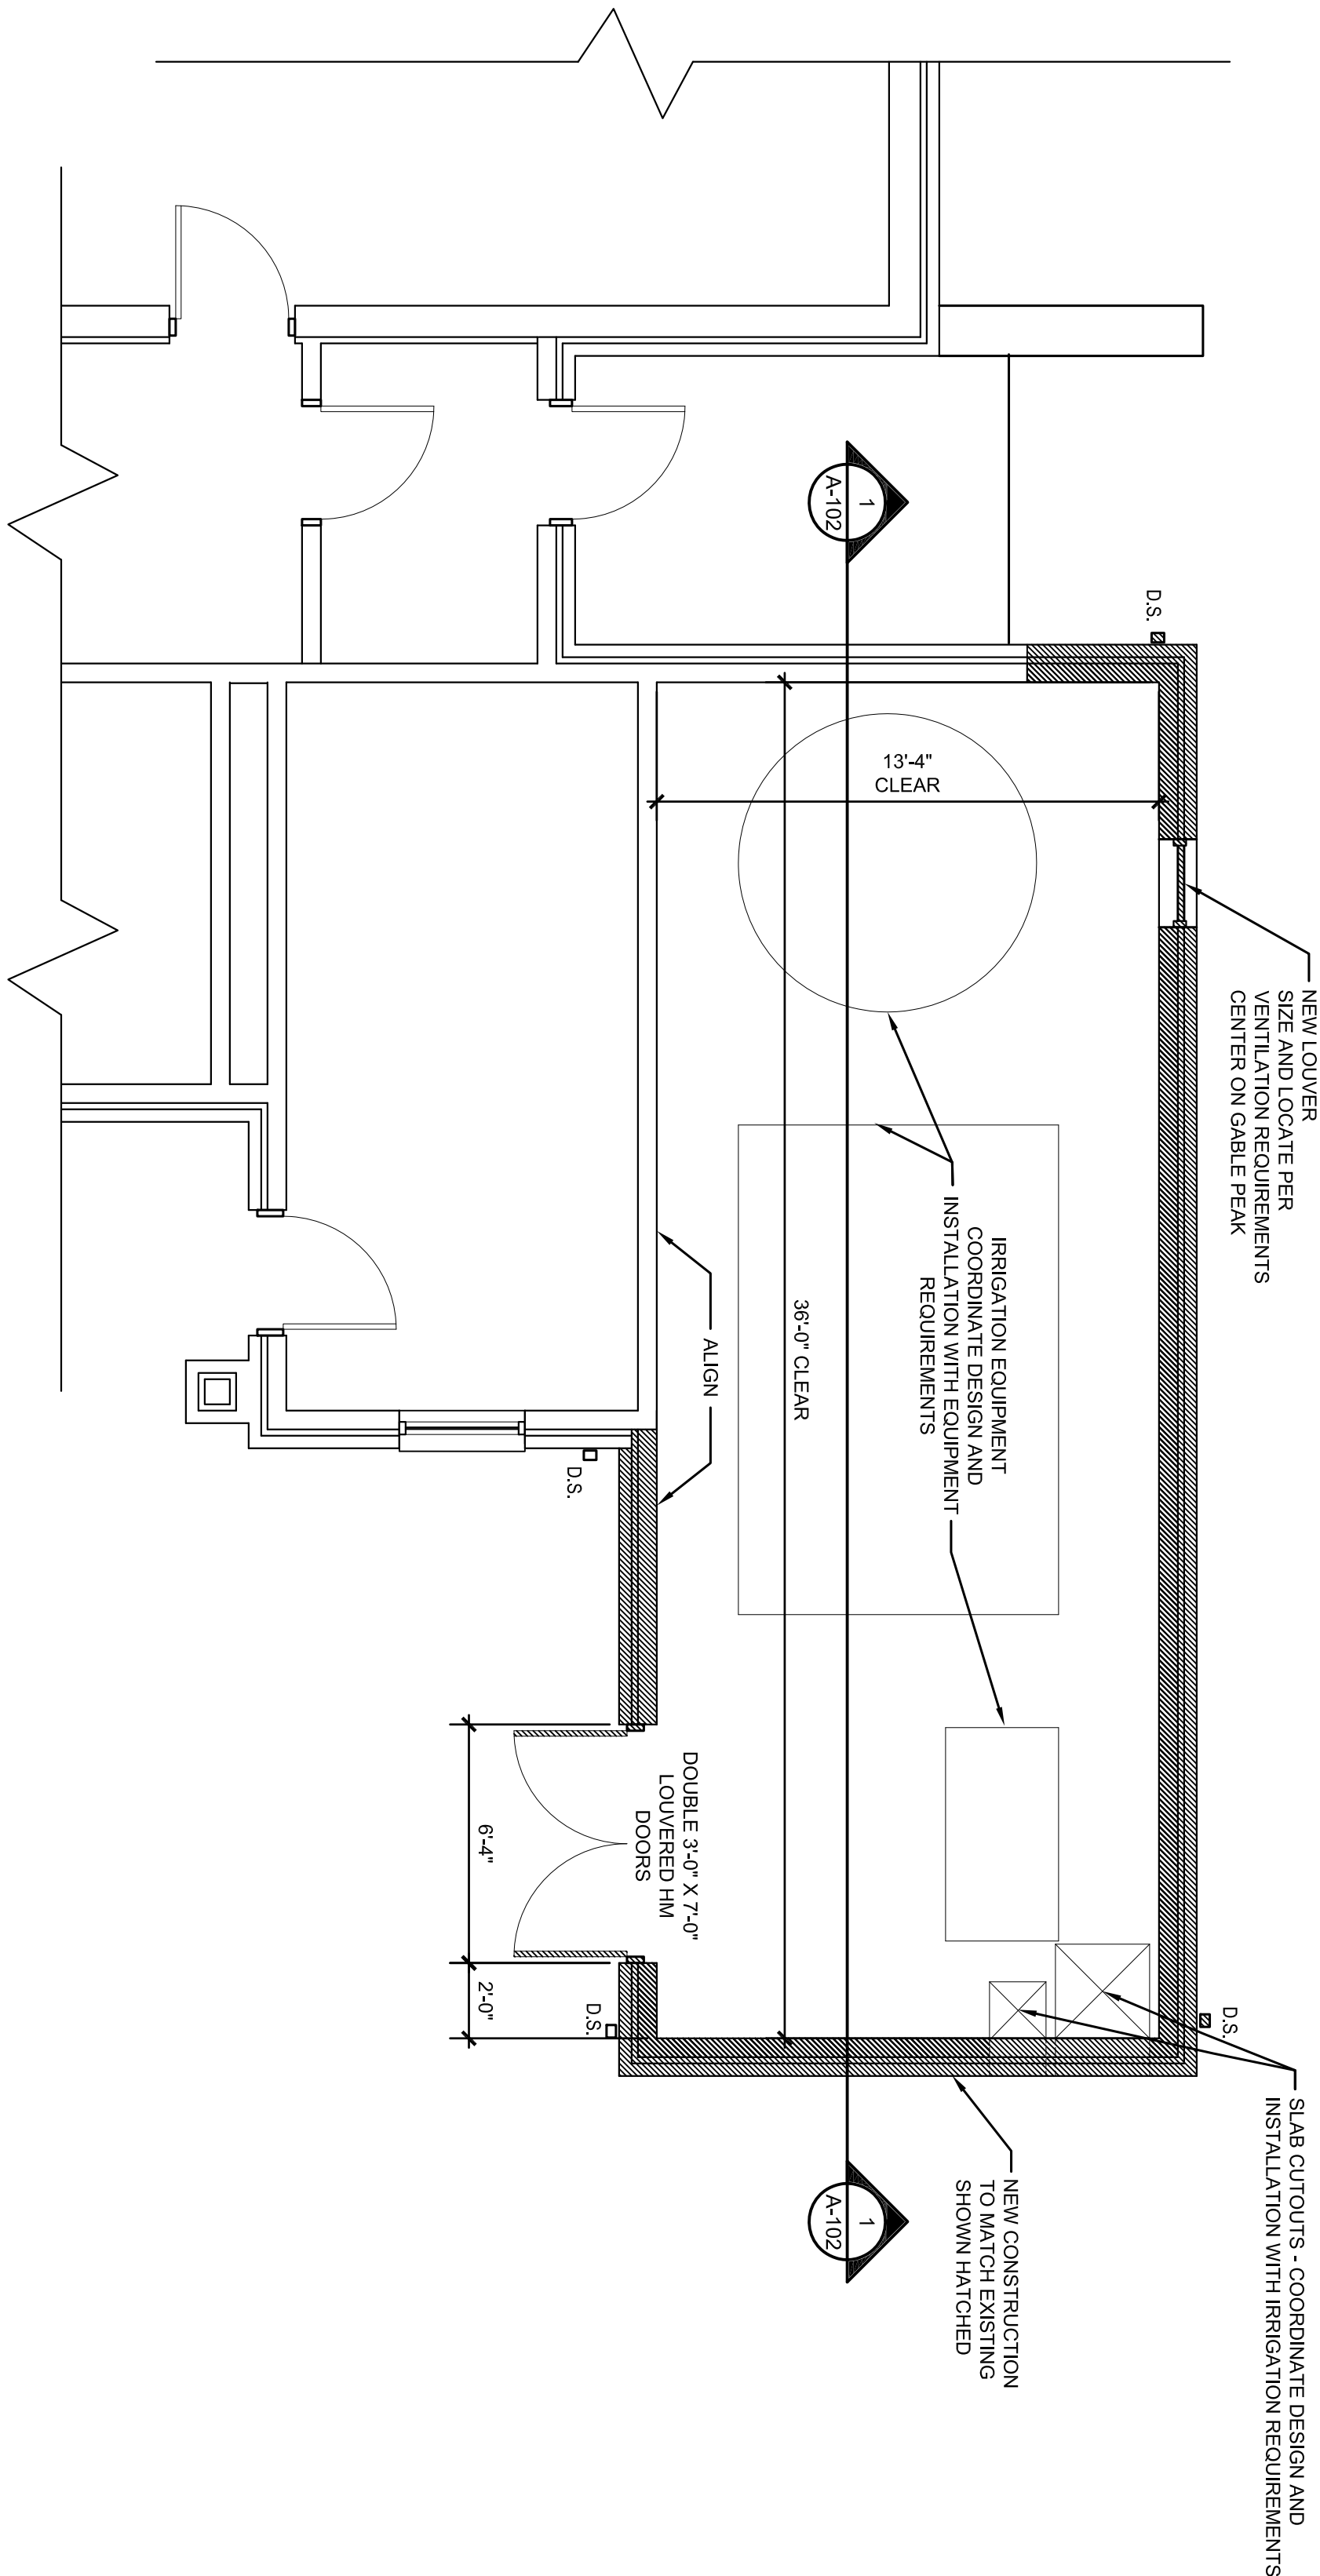 NEW LOUVER
SIZE AND LOCATE PER
VENTILATION REQUIREMENTS
CENTER ON GABLE PEAK
SLAB CUTOUTS - COORDINATE DESIGN AND
INSTALLATION WITH IRRIGATION REQUIREMENTS
D.S.
D.S.
13'-4"
CLEAR
IRRIGATION EQUIPMENT
COORDINATE DESIGN AND
INSTALLATION WITH EQUIPMENT
REQUIREMENTS
NEW CONSTRUCTION
TO MATCH EXISTING
SHOWN HATCHED
1
A-102
1
A-102
36'-0" CLEAR
ALIGN
DOUBLE 3'-0" X 7'-0"
LOUVERED HM
DOORS
D.S.
D.S.
6'-4"
2'-0"